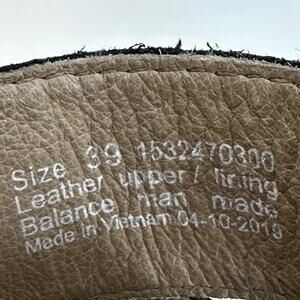 Size 39 1532470300
Leather upper/ lining
Balance man made
Made in Vietnam 04-10-2019